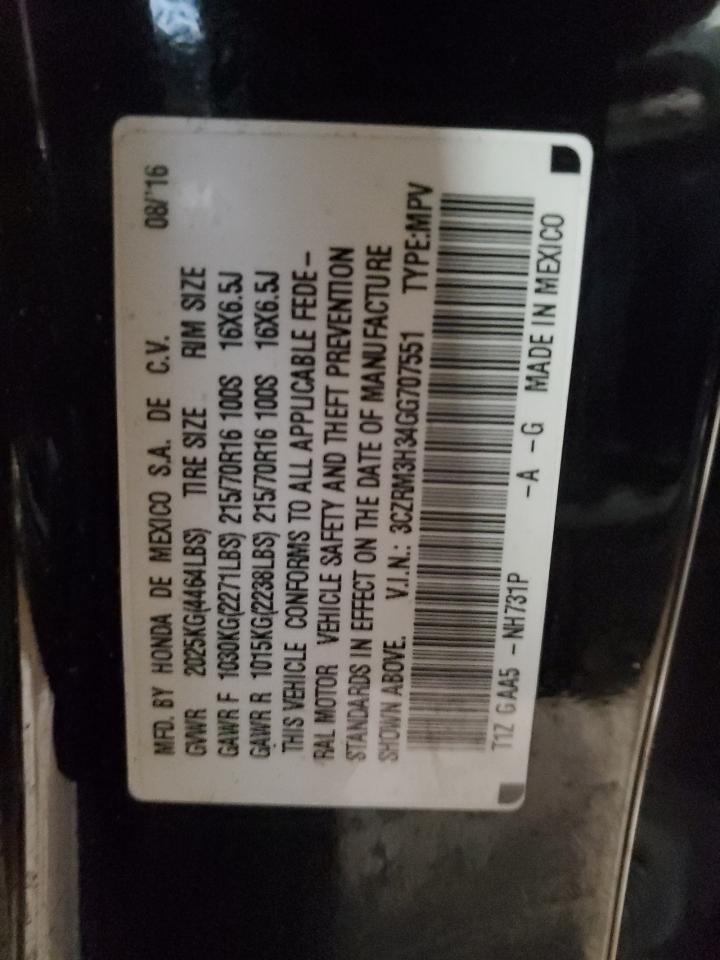 MFD. BY HONDA DE MEXICO S.A. DE C.V. 08/'16
GVWR 2025KG(4464LBS) TIRE SIZE RIM SIZE
GAWR F 1030KG(2271LBS) 215/70R16 100S 16X6.5J
GAWR R 1015KG(2238LBS) 215/70R16 100S 16X6.5J
THIS VEHICLE CONFORMS TO ALL APPLICABLE FEDE-
RAL MOTOR VEHICLE SAFETY AND THEFT PREVENTION
STANDARDS IN EFFECT ON THE DATE OF MANUFACTURE
SHOWN ABOVE. V.I.N.: 3CZRM3H34GG707551 TYPE:MPV
T1Z GAA5 -NH731P -A -G MADE IN MEXICO